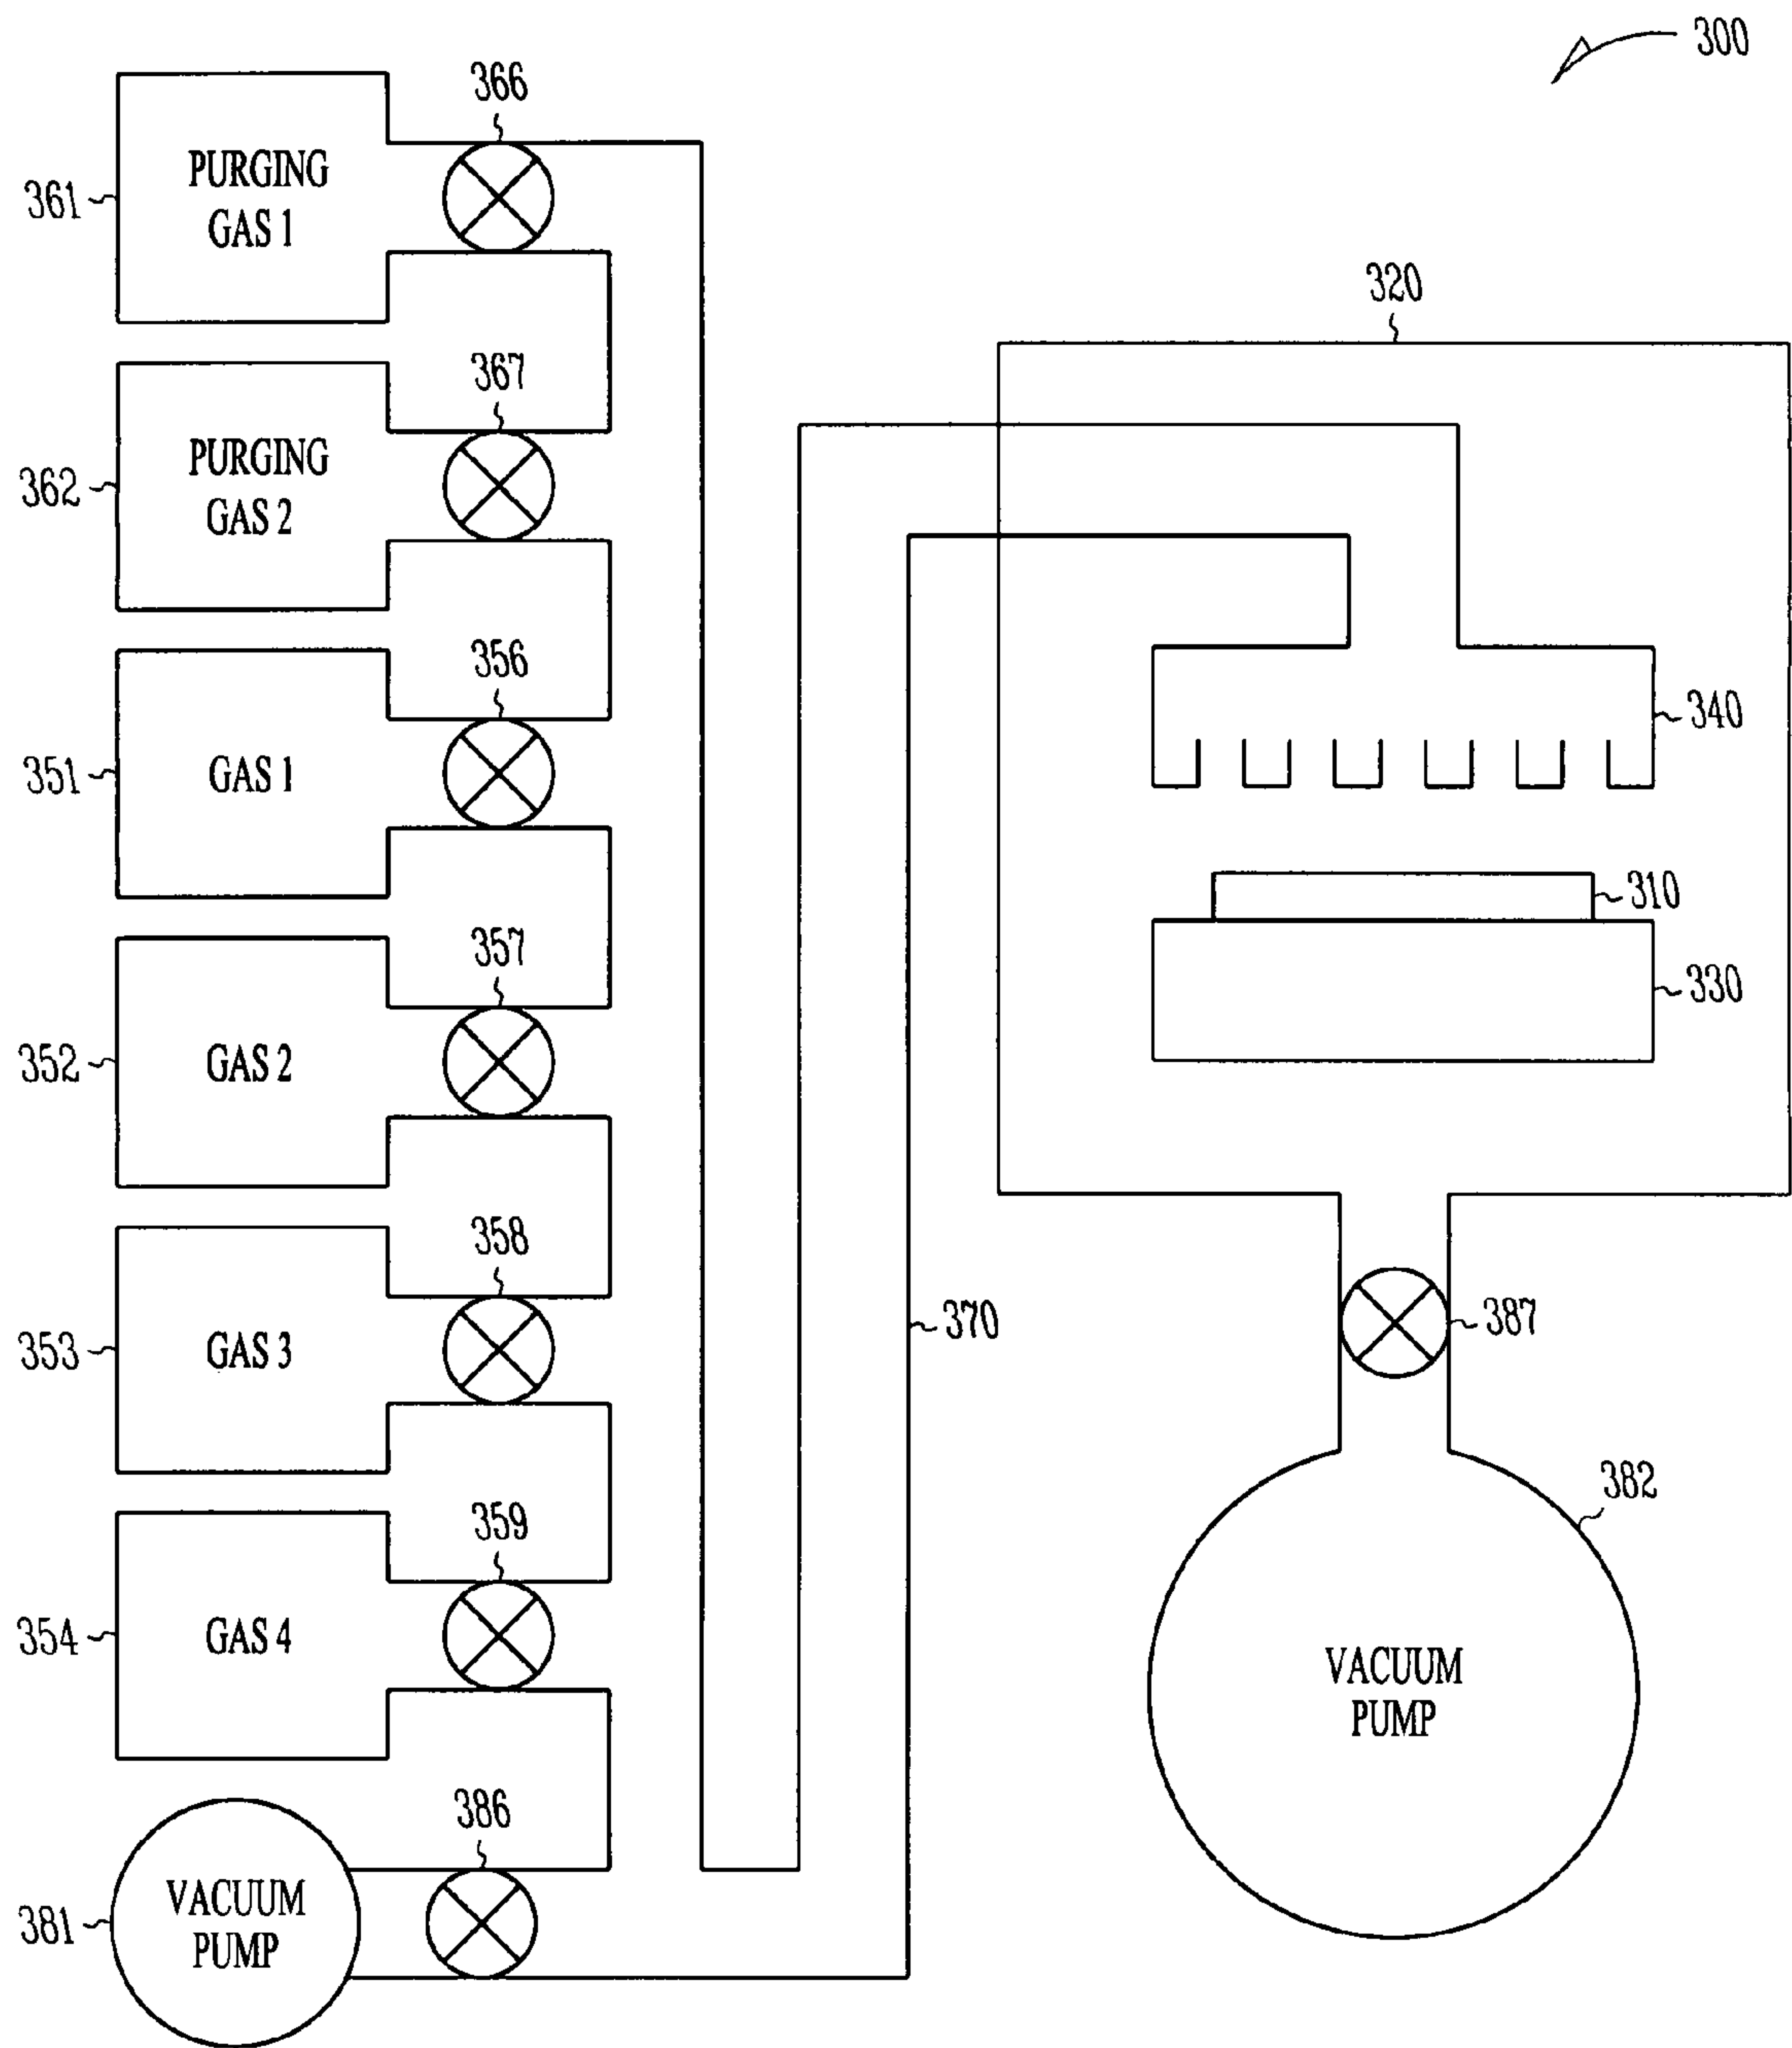 300
366
361
PURGING
GAS 1
320
367
362
PURGING
GAS 2
356
340
351
GAS 1
310
357
330
352
GAS 2
358
370
387
353
GAS 3
382
359
354
GAS 4
VACUUM
PUMP
386
381
VACUUM
PUMP